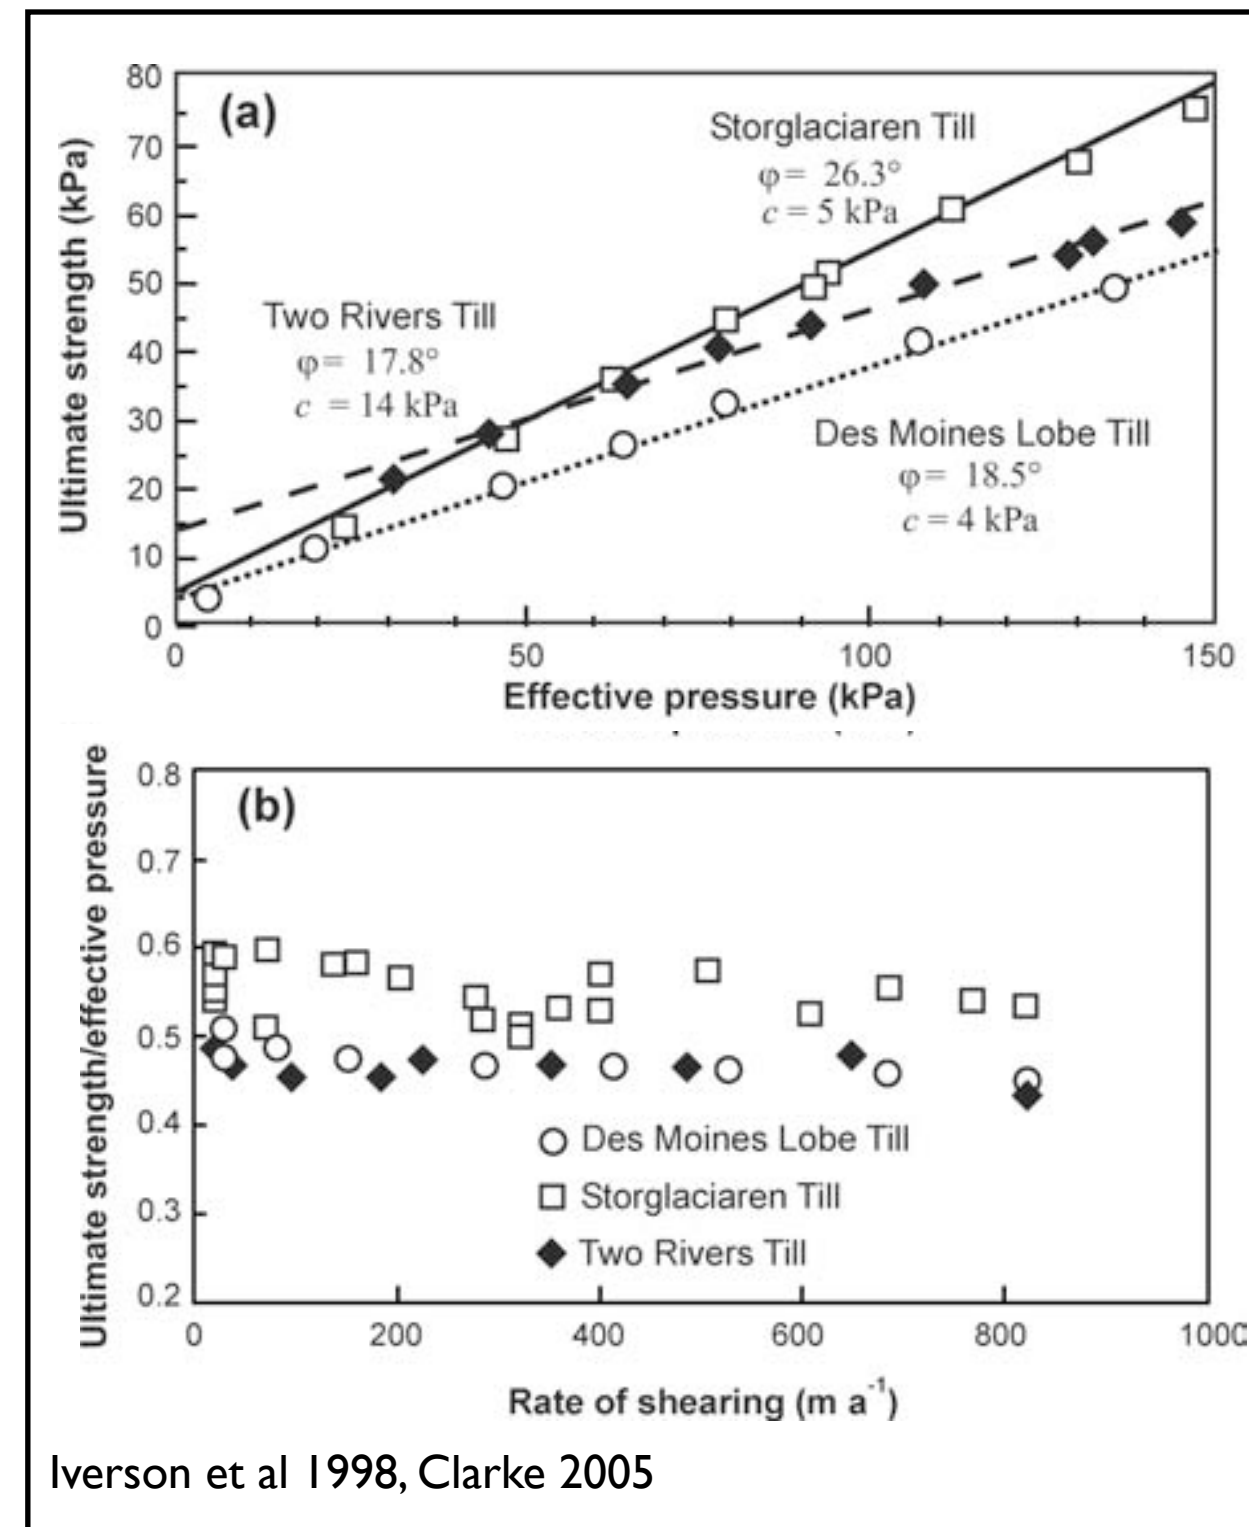 (a)
Ultimate strength (kPa)
80
70
60
50
40
30
20
10
0
Storglaciaren Till
φ= 26.3°
c = 5 kPa
Two Rivers Till
φ= 17.8°
c = 14 kPa
Des Moines Lobe Till
φ= 18.5°
c = 4 kPa
0 50 100 150
Effective pressure (kPa)
(b)
Ultimate strength/effective pressure
0.8
0.7
0.6
0.5
0.4
0.3
0.2
Des Moines Lobe Till
Storglaciaren Till
Two Rivers Till
0 200 400 600 800 1000
Rate of shearing (m a⁻¹)
Iverson et al 1998, Clarke 2005